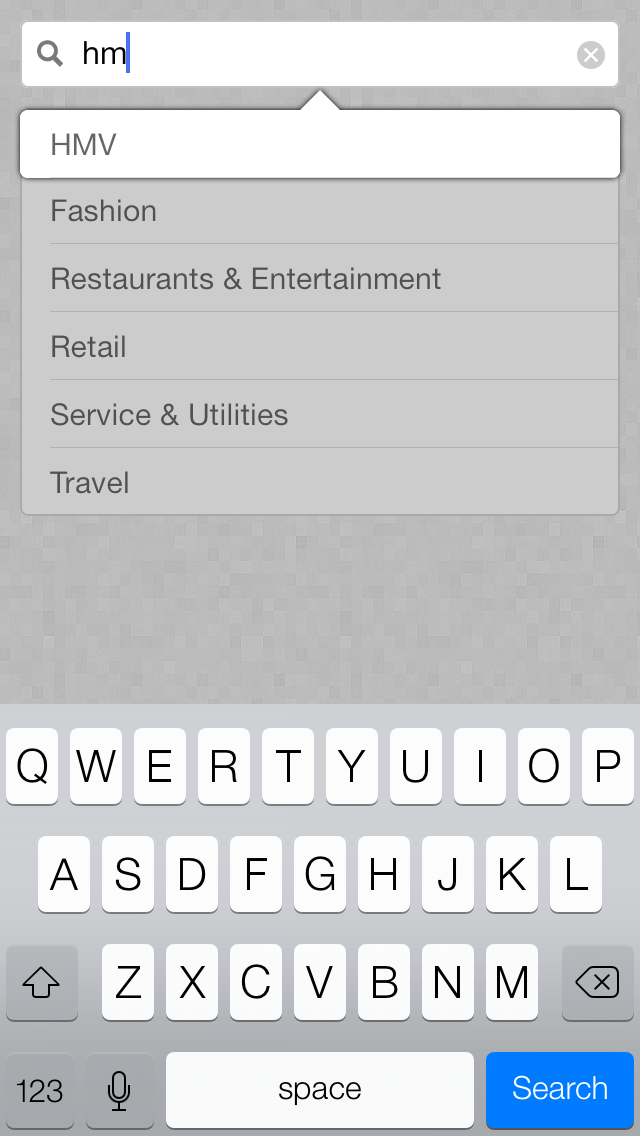 hm
HMV
Fashion
Restaurants & Entertainment
Retail
Service & Utilities
Travel
Q W E R T Y U I O P
A S D F G H J K L
Z X C V B N M
123 space Search